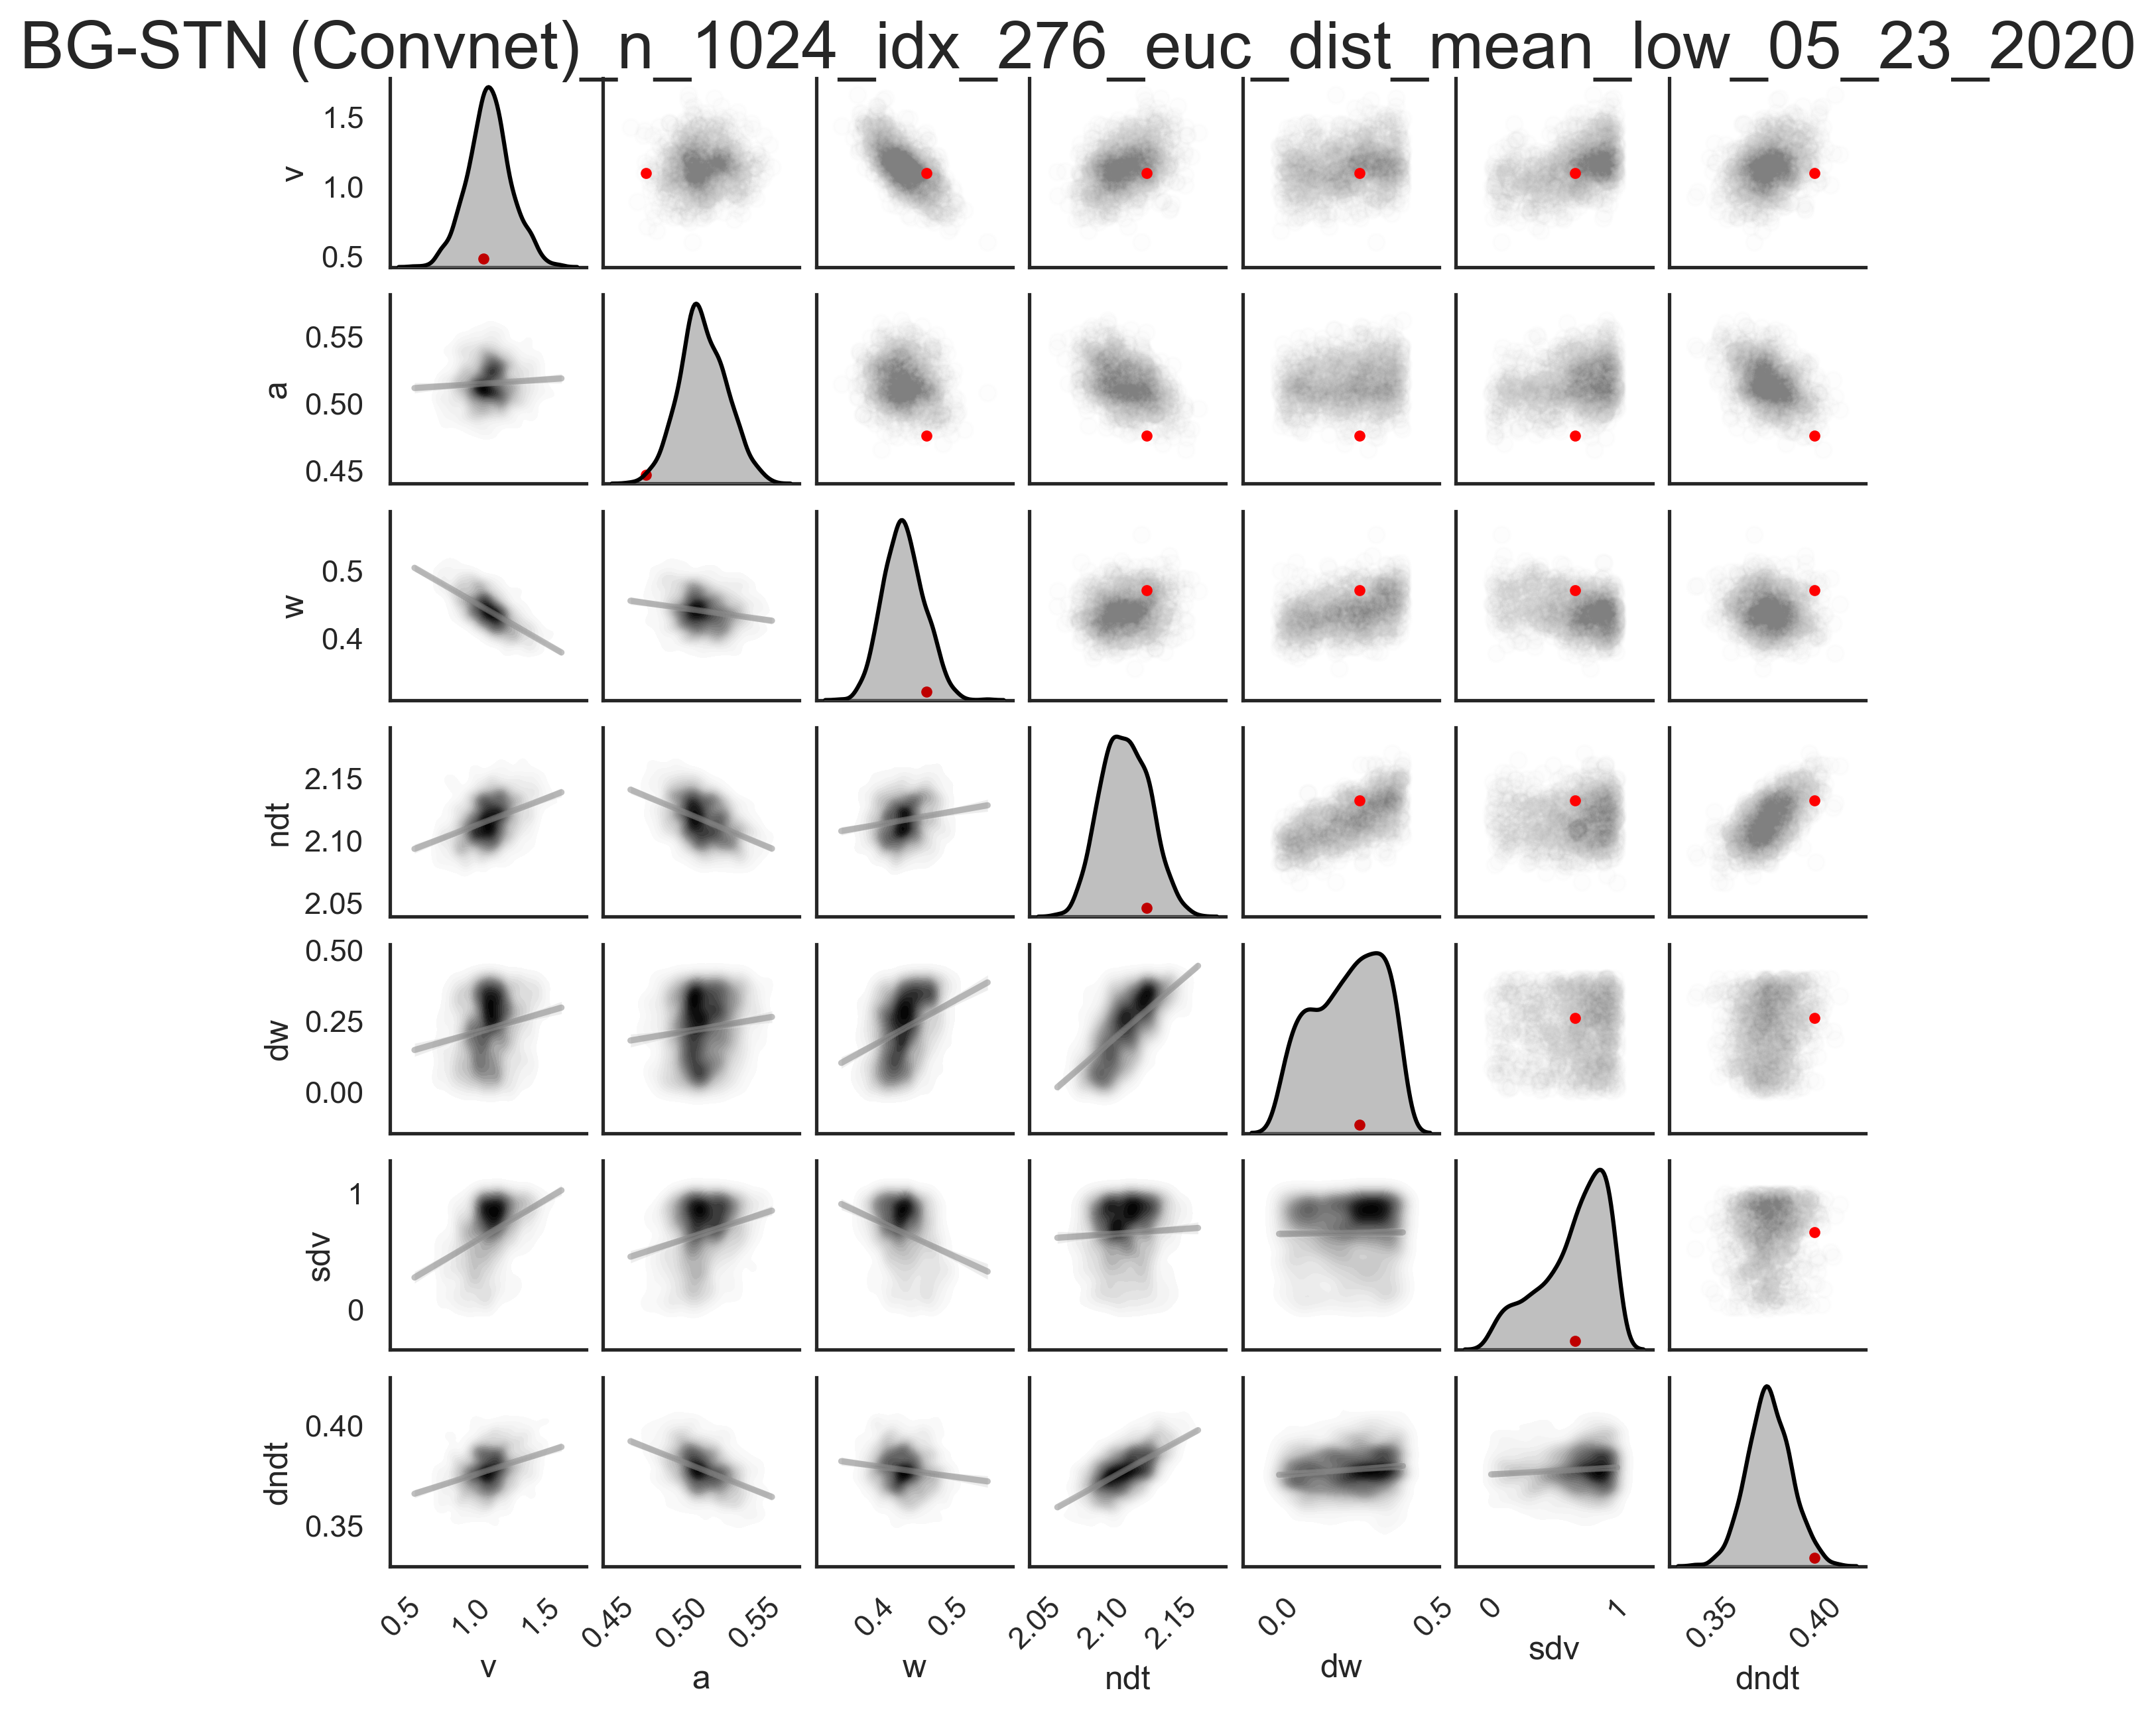 BG-STN (Convnet)_n_1024_idx_276_euc_dist_mean_low_05_23_2020
v
1.5
1.0
0.5
a
0.55
0.50
0.45
w
0.5
0.4
ndt
2.15
2.10
2.05
dw
0.50
0.25
0.00
sdv
1
0
dndt
0.40
0.35
0.5 1.0 1.5 0.45 0.50 0.55 0.4 0.5 2.05 2.10 2.15 0.0 0.5 0 1 0.35 0.40
v a w ndt dw sdv dndt